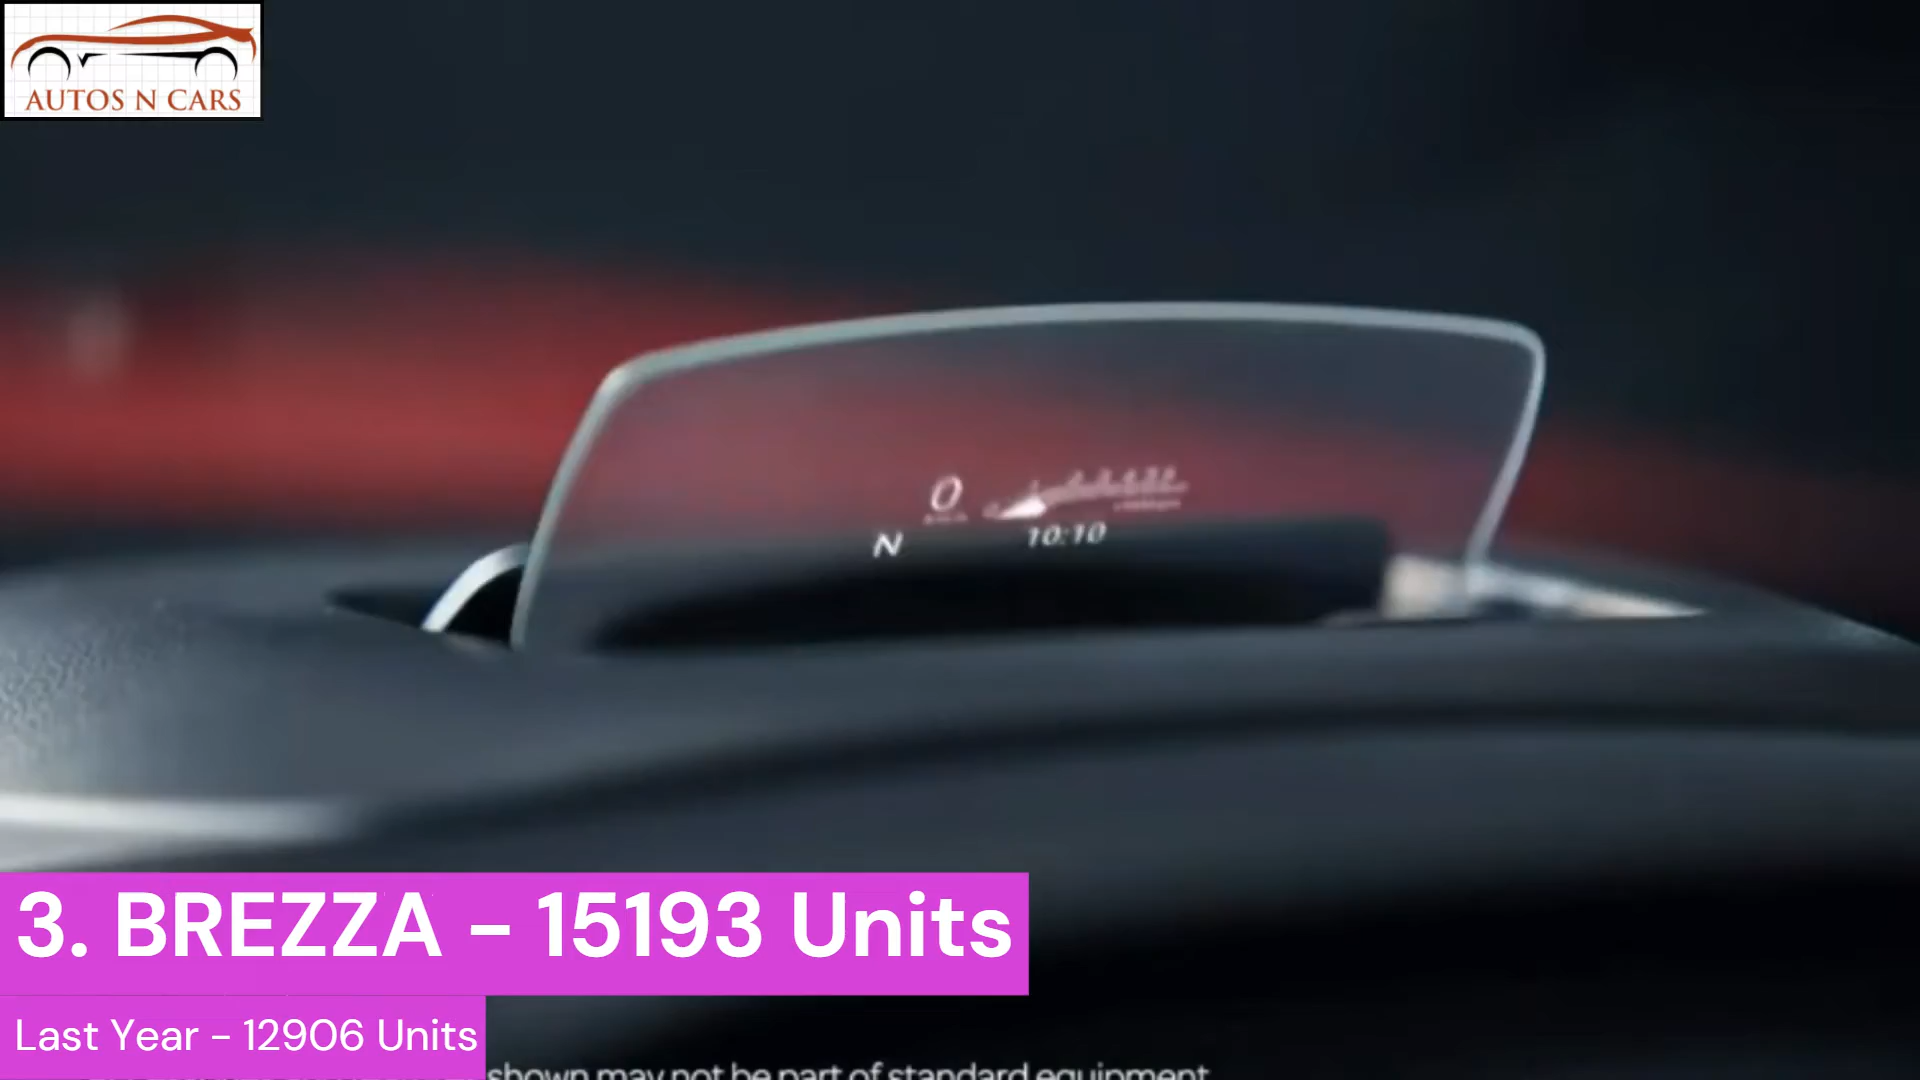 AUTOS N CARS
0
N
10:10
3. BREZZA - 15193 Units
Last Year - 12906 Units
shown may not be part of standard equipment